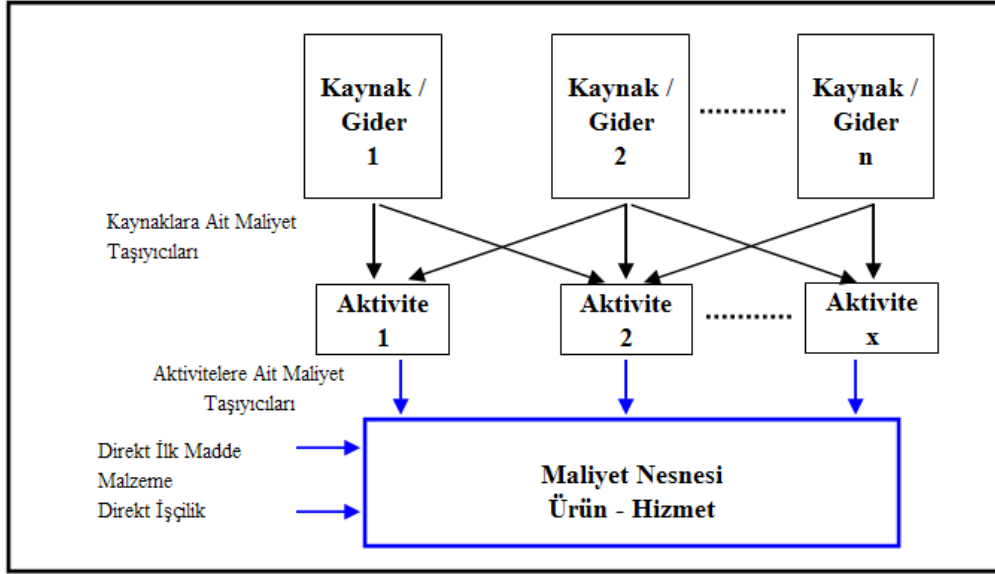 Kaynak /
Gider
1
Kaynak /
Gider
2
Kaynak /
Gider
n
Kaynaklara Ait Maliyet
Taşıyıcıları
Aktivite
1
Aktivite
2
Aktivite
x
Aktivitelere Ait Maliyet
Taşıyıcıları
Direkt İlk Madde
Malzeme
Direkt İşçilik
Maliyet Nesnesi
Ürün - Hizmet